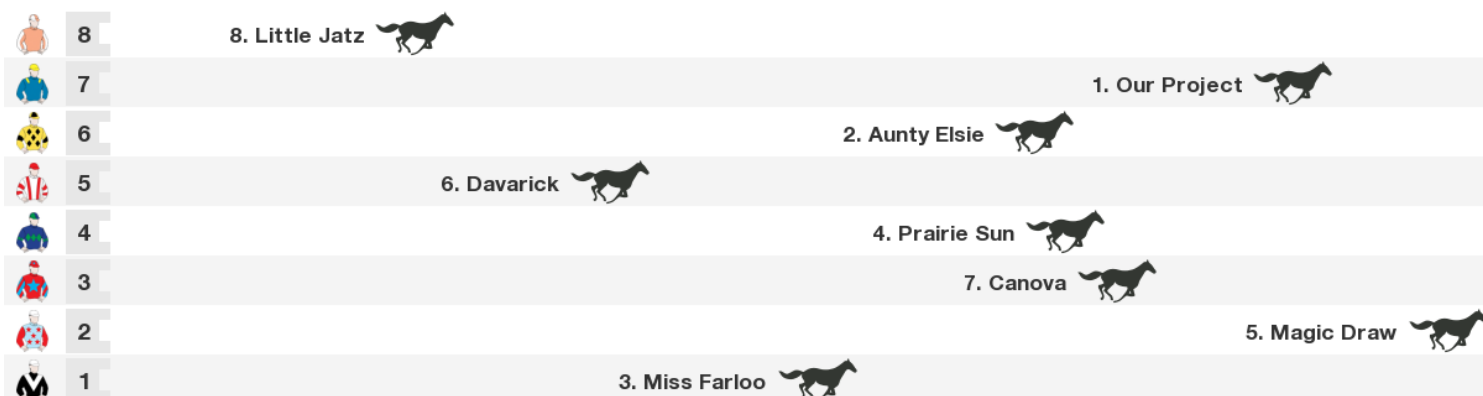 8 8. Little Jatz
7 1. Our Project
6 2. Aunty Elsie
5 6. Davarick
4 4. Prairie Sun
3 7. Canova
2 5. Magic Draw
1 3. Miss Farloo